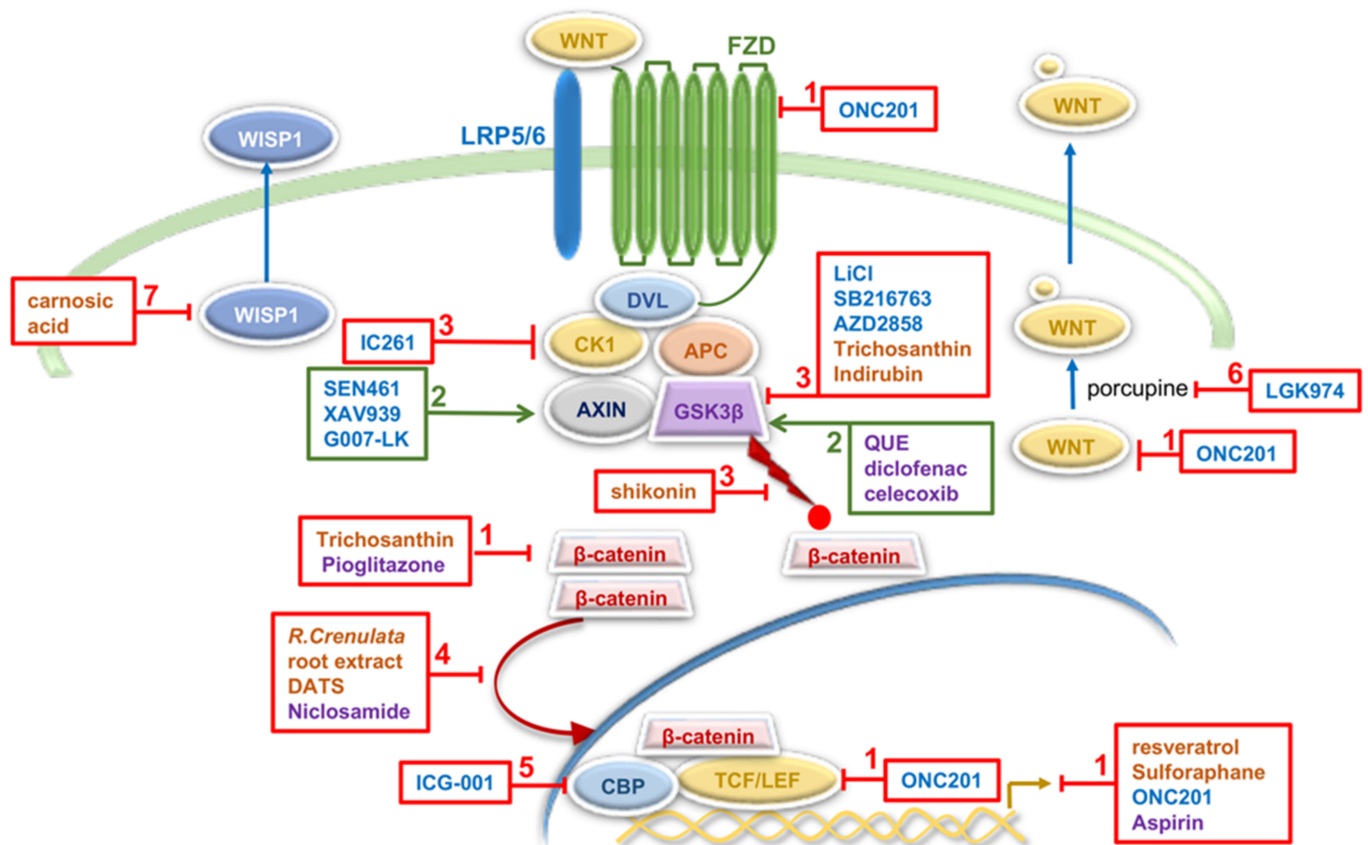 WNT
FZD
1
ONC201
WNT
WISP1
LRP5/6
carnosic
acid
7
WISP1
DVL
LiCl
SB216763
AZD2858
Trichosanthin
Indirubin
3
WNT
IC261
3
CK1
APC
porcupine
6
LGK974
SEN461
XAV939
G007-LK
2
AXIN
GSK3β
2
QUE
diclofenac
celecoxib
WNT
1
ONC201
shikonin
3
Trichosanthin
Pioglitazone
1
β-catenin
β-catenin
β-catenin
R.Crenulata
root extract
DATS
Niclosamide
4
β-catenin
ICG-001
5
CBP
TCF/LEF
1
ONC201
1
resveratrol
Sulforaphane
ONC201
Aspirin